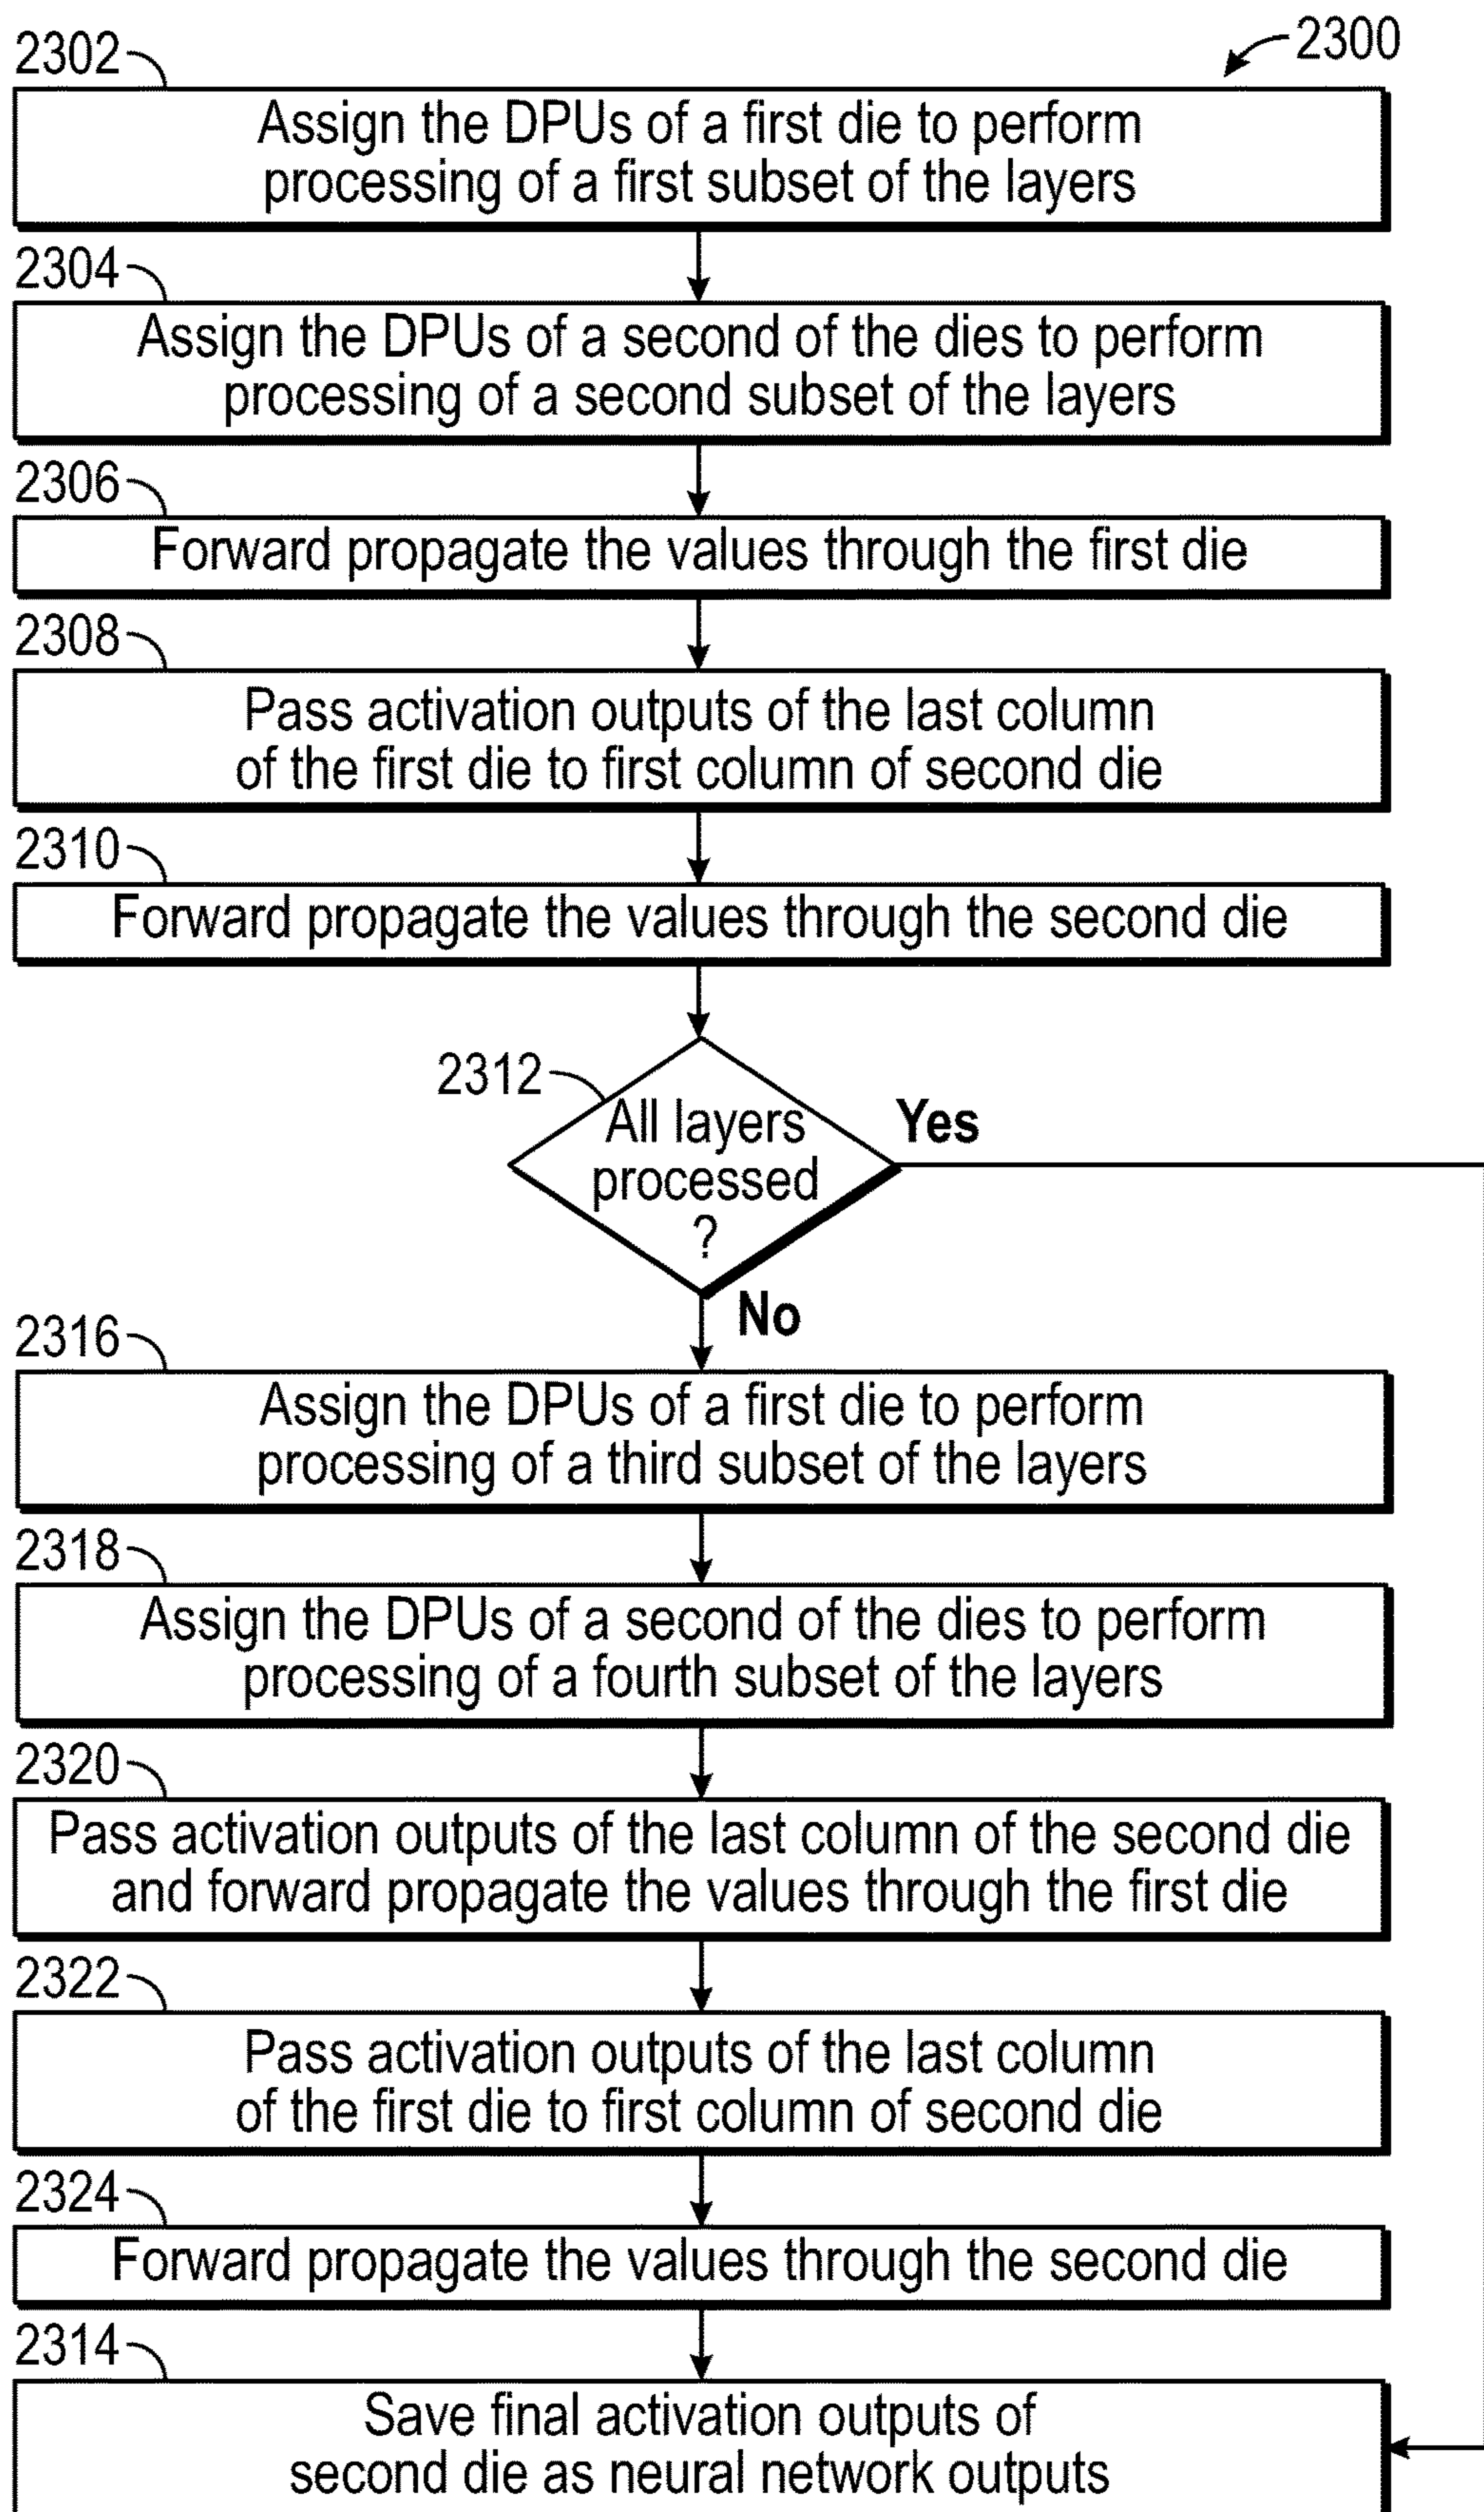 2300
2302
Assign the DPUs of a first die to perform
processing of a first subset of the layers
2304
Assign the DPUs of a second of the dies to perform
processing of a second subset of the layers
2306
Forward propagate the values through the first die
2308
Pass activation outputs of the last column
of the first die to first column of second die
2310
Forward propagate the values through the second die
2312
All layers
processed
?
Yes
No
2316
Assign the DPUs of a first die to perform
processing of a third subset of the layers
2318
Assign the DPUs of a second of the dies to perform
processing of a fourth subset of the layers
2320
Pass activation outputs of the last column of the second die
and forward propagate the values through the first die
2322
Pass activation outputs of the last column
of the first die to first column of second die
2324
Forward propagate the values through the second die
2314
Save final activation outputs of
second die as neural network outputs